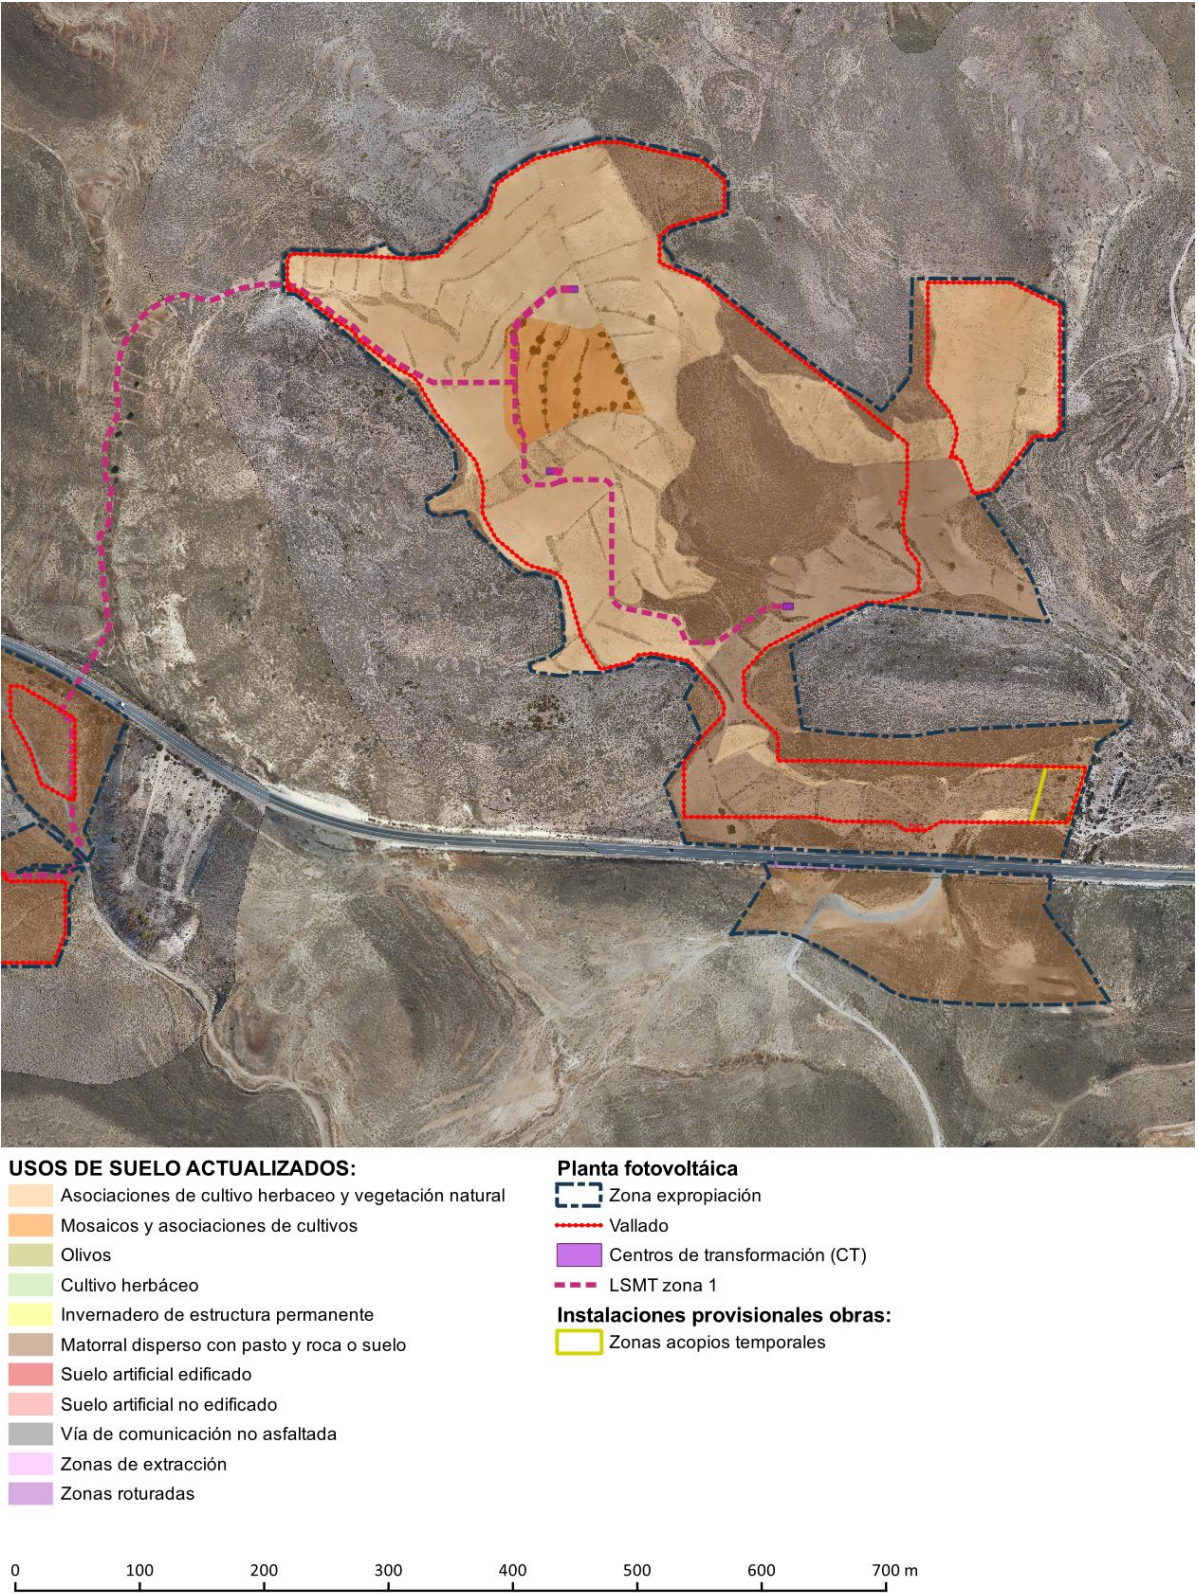 USOS DE SUELO ACTUALIZADOS:
Asociaciones de cultivo herbaceo y vegetación natural
Mosaicos y asociaciones de cultivos
Olivos
Cultivo herbáceo
Invernadero de estructura permanente
Matorral disperso con pasto y roca o suelo
Suelo artificial edificado
Suelo artificial no edificado
Vía de comunicación no asfaltada
Zonas de extracción
Zonas roturadas
Planta fotovoltáica
Zona expropiación
Vallado
Centros de transformación (CT)
LSMT zona 1
Instalaciones provisionales obras:
Zonas acopios temporales
0 100 200 300 400 500 600 700 m